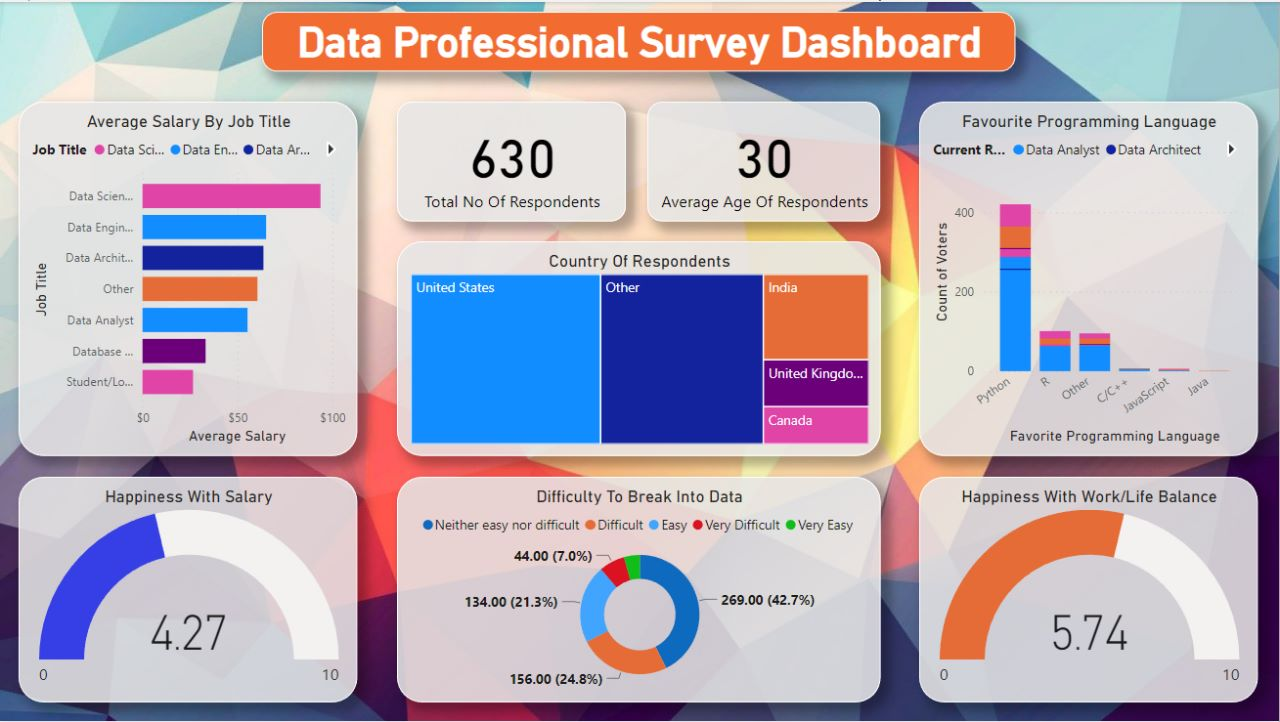 Data Professional Survey Dashboard
Average Salary By Job Title
Job Title Data Sci... Data En... Data Ar...
Job Title
Data Scien...
Data Engin...
Data Archit...
Other
Data Analyst
Database ...
Student/Lo...
$0 $50 $100
Average Salary
630
Total No Of Respondents
30
Average Age Of Respondents
Country Of Respondents
United States
Other
India
United Kingdo...
Canada
Favourite Programming Language
Current R... Data Analyst Data Architect
Count of Voters
400
200
0
Python R Other C/C++ JavaScript Java
Favorite Programming Language
Happiness With Salary
4.27
0 10
Difficulty To Break Into Data
Neither easy nor difficult Difficult Easy Very Difficult Very Easy
44.00 (7.0%)
134.00 (21.3%)
269.00 (42.7%)
156.00 (24.8%)
Happiness With Work/Life Balance
5.74
0 10